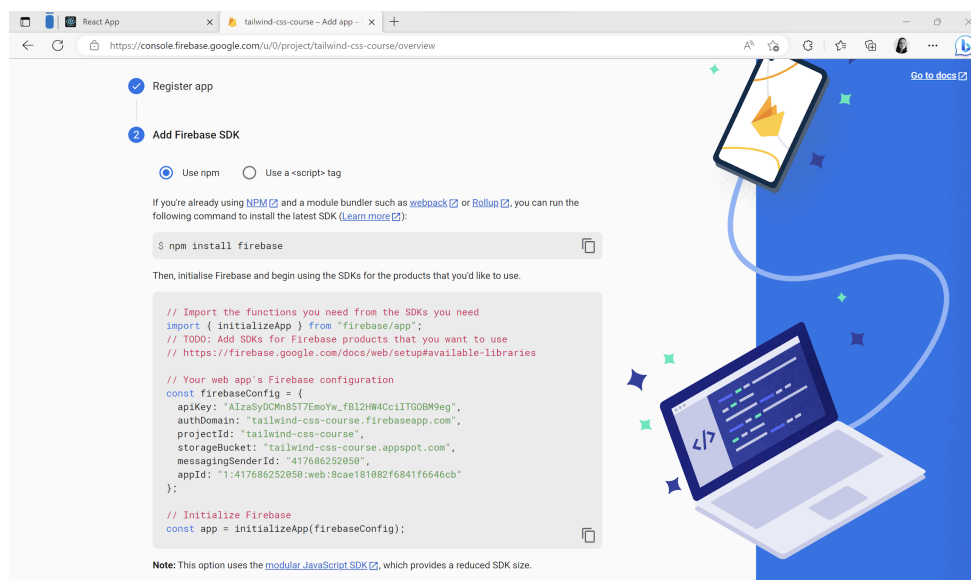 React App
tailwind-css-course – Add app –
https://console.firebase.google.com/u/0/project/tailwind-css-course/overview
Go to docs
Register app
2 Add Firebase SDK
Use npm Use a <script> tag
If you're already using NPM and a module bundler such as webpack or Rollup, you can run the
following command to install the latest SDK (Learn more):
$ npm install firebase
Then, initialise Firebase and begin using the SDKs for the products that you'd like to use.
// Import the functions you need from the SDKs you need
import { initializeApp } from "firebase/app";
// TODO: Add SDKs for Firebase products that you want to use
// https://firebase.google.com/docs/web/setup#available-libraries
// Your web app's Firebase configuration
const firebaseConfig = {
apiKey: "AIzaSyDCMn85T7EmoYw_fBl2HW4CciITGOBM9eg",
authDomain: "tailwind-css-course.firebaseapp.com",
projectId: "tailwind-css-course",
storageBucket: "tailwind-css-course.appspot.com",
messagingSenderId: "417686252050",
appId: "1:417686252050:web:8cae181082f6841f6646cb"
};
// Initialize Firebase
const app = initializeApp(firebaseConfig);
Note: This option uses the modular JavaScript SDK, which provides a reduced SDK size.